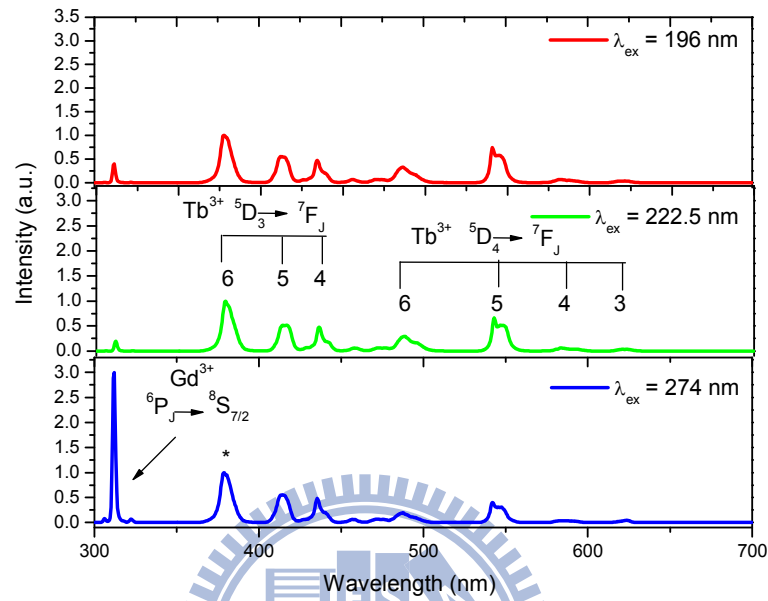 3.5
3.0
2.5
2.0
1.5
1.0
0.5
0.0
λex = 196 nm
3.0
2.5
2.0
1.5
1.0
0.5
0.0
Tb3+ 5D3→ 7FJ
6 5 4
λex = 222.5 nm
Tb3+ 5D4→ 7FJ
6 5 4 3
3.0
2.5
2.0
1.5
1.0
0.5
0.0
Gd3+
6PJ→ 8S7/2
*
λex = 274 nm
300 400 500 600 700
Wavelength (nm)
Intensity (a.u.)